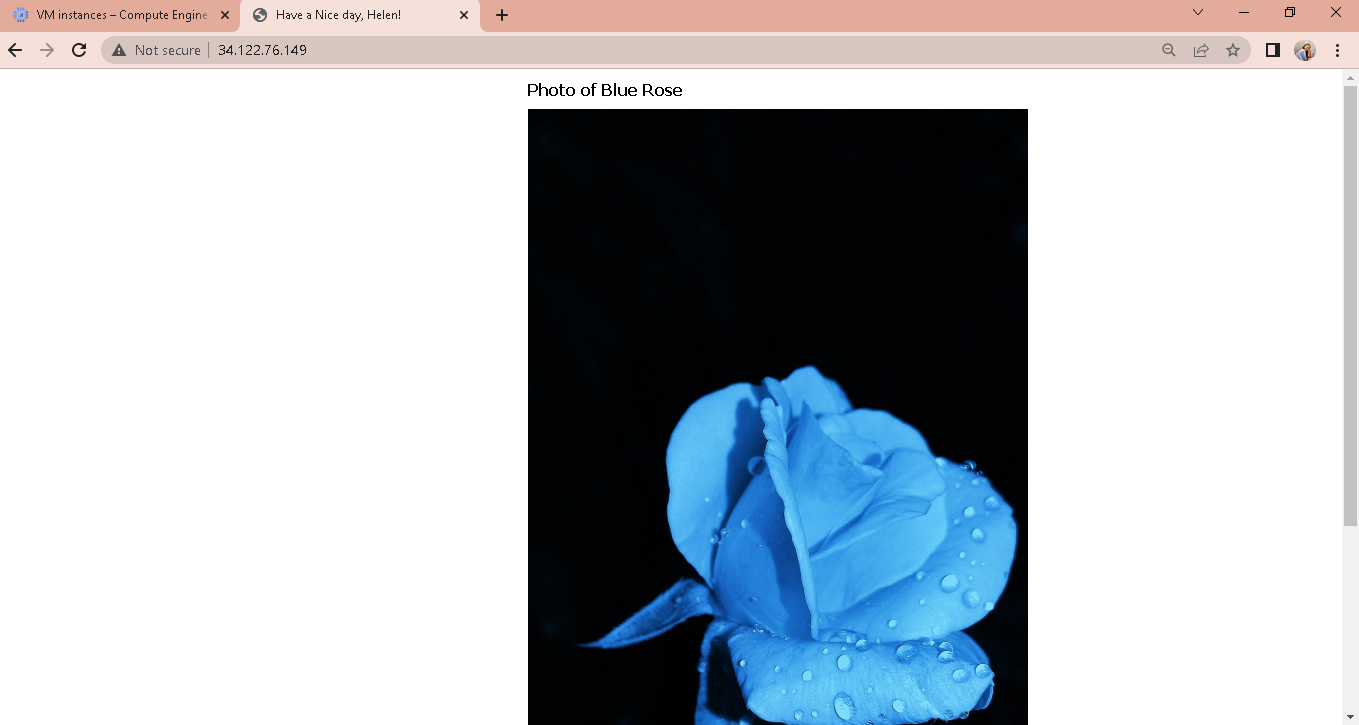 VM instances – Compute Engine
Have a Nice day, Helen!
Not secure
34.122.76.149
Photo of Blue Rose